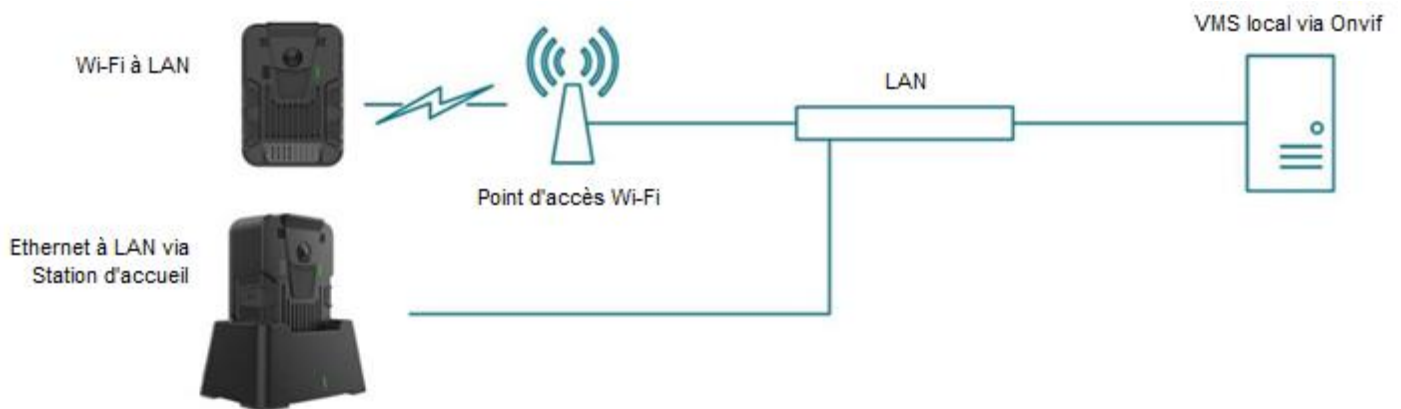 VMS local via Onvif
Wi-Fi à LAN
LAN
Point d'accès Wi-Fi
Ethernet à LAN via
Station d'accueil